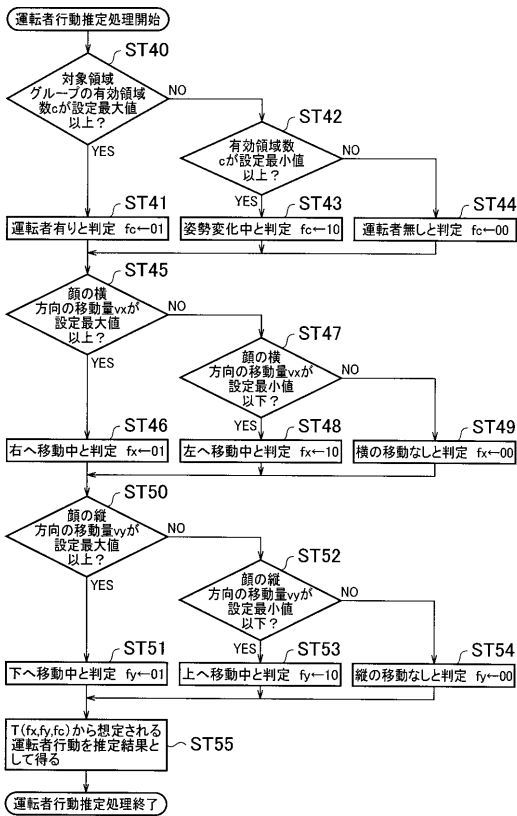 運転者行動推定処理開始
ST40
対象領域
グループの有効領域
数cが設定最大値
以上?
NO
YES
ST42
有効領域数
cが設定最小値
以上?
NO
YES
ST41
運転者有りと判定 fc←01
ST43
姿勢変化中と判定 fc←10
ST44
運転者無しと判定 fc←00
ST45
顔の横
方向の移動量vxが
設定最大値
以上?
NO
YES
ST47
顔の横
方向の移動量vxが
設定最小値
以下?
NO
YES
ST46
右へ移動中と判定 fx←01
ST48
左へ移動中と判定 fx←10
ST49
横の移動なしと判定 fx←00
ST50
顔の縦
方向の移動量vyが
設定最大値
以上?
NO
YES
ST52
顔の縦
方向の移動量vyが
設定最小値
以下?
NO
YES
ST51
下へ移動中と判定 fy←01
ST53
上へ移動中と判定 fy←10
ST54
縦の移動なしと判定 fy←00
T(fx,fy,fc)から想定される
運転者行動を推定結果と
して得る
ST55
運転者行動推定処理終了